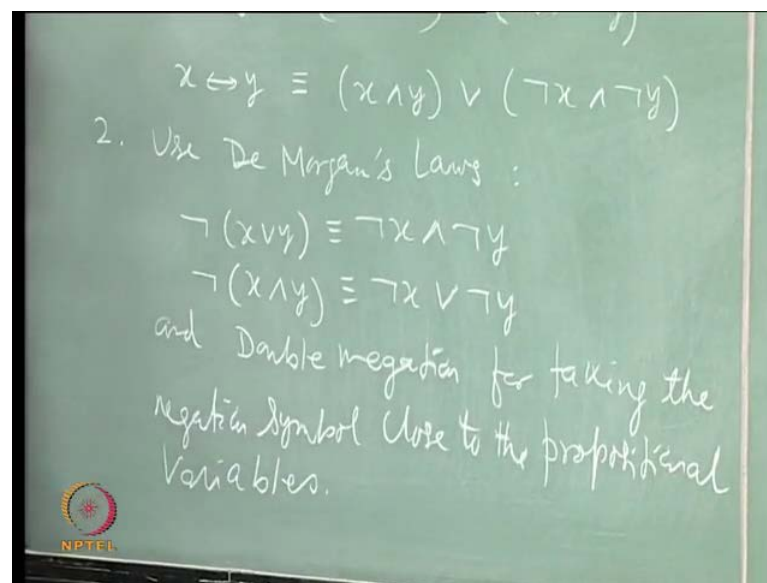 x ↔ y ≡ (x ∧ y) ∨ (¬x ∧ ¬y)
2. Use De Morgan's Laws :
¬(x∨y) ≡ ¬x ∧ ¬y
¬(x∧y) ≡ ¬x ∨ ¬y
and Double negation for taking the
negation symbol close to the propositional
Variables.
NPTEL